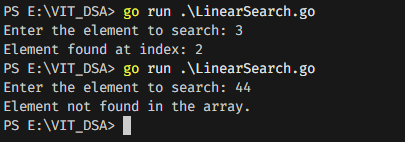 PS E:\VIT_DSA> go run .\LinearSearch.go
Enter the element to search: 3
Element found at index: 2
PS E:\VIT_DSA> go run .\LinearSearch.go
Enter the element to search: 44
Element not found in the array.
PS E:\VIT_DSA>